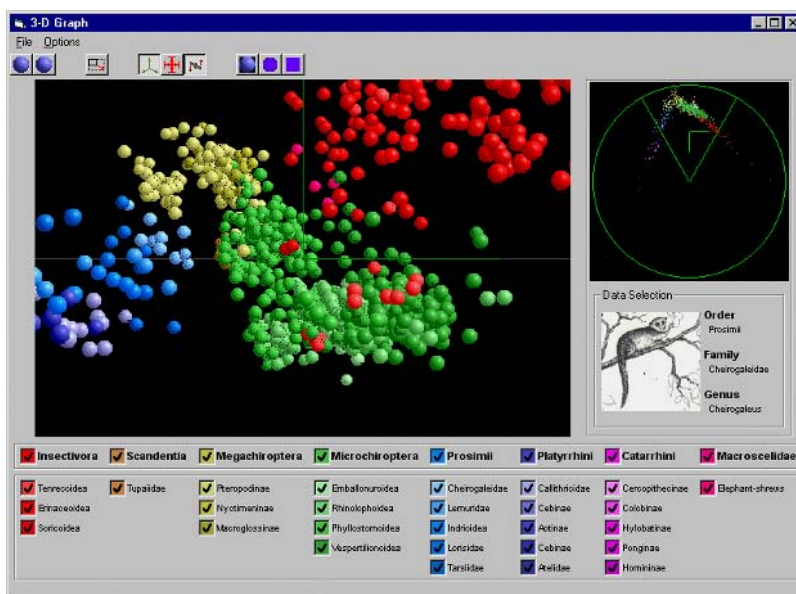 3-D Graph
File Options
Data Selection
Order
Prosimii
Family
Cheirogaleidae
Genus
Cheirogaleus
Insectivora Scandentia Megachiroptera Microchiroptera Prosimii Platyrrhini Catarrhini Macroscelidae
Tenrecoidea Tupaiidae Pteropodinae Emballonuroidea Cheirogaleidae Callithricidae Cercopithecinae Elephant-shrews
Erinaceoidea Nyctimeninae Rhinolophoidea Lemuridae Cebinae Colobinae
Soricoidea Macroglossinae Phyllostomoidea Indrioidea Aotinae Hylobatinae
Vespertilionoidea Lorisidae Cebinae Ponginae
Tarsiidae Atelidae Homininae